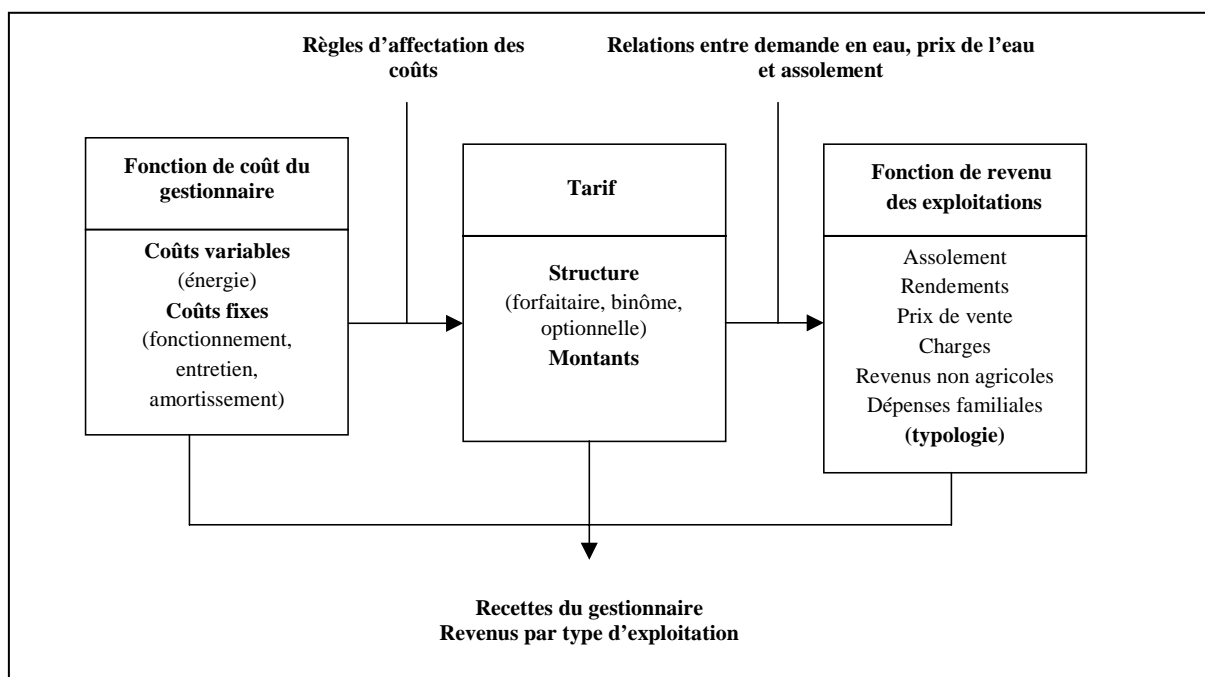 Règles d’affectation des
coûts
Relations entre demande en eau, prix de l’eau
et assolement
Fonction de coût du
gestionnaire
Coûts variables
(énergie)
Coûts fixes
(fonctionnement,
entretien,
amortissement)
Tarif
Structure
(forfaitaire, binôme,
optionnelle)
Montants
Fonction de revenu
des exploitations
Assolement
Rendements
Prix de vente
Charges
Revenus non agricoles
Dépenses familiales
(typologie)
Recettes du gestionnaire
Revenus par type d’exploitation